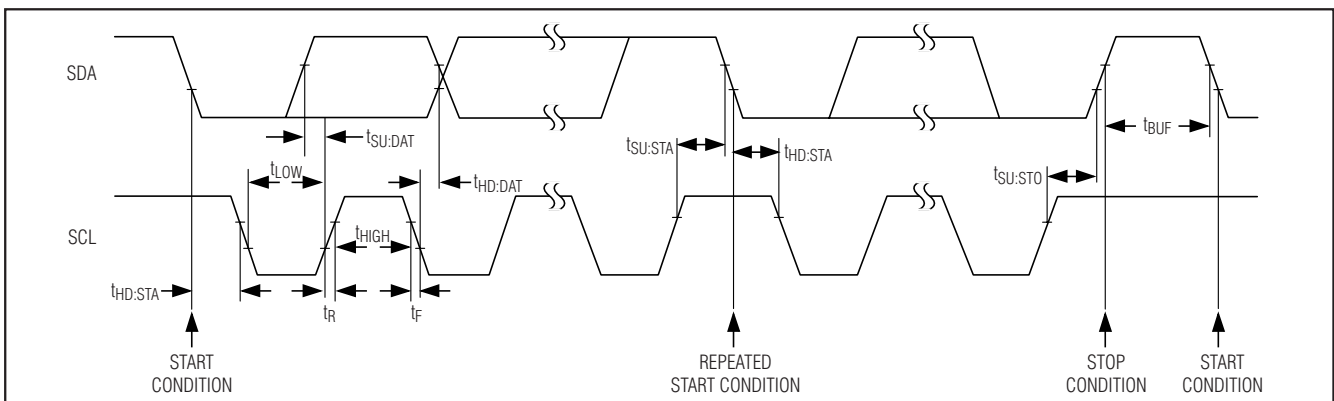 SDA
tSU:DAT
tLOW
tHD:DAT
tSU:STA
tHD:STA
tBUF
tSU:STO
SCL
tHIGH
tHD:STA
tR
tF
START
CONDITION
REPEATED
START CONDITION
STOP
CONDITION
START
CONDITION